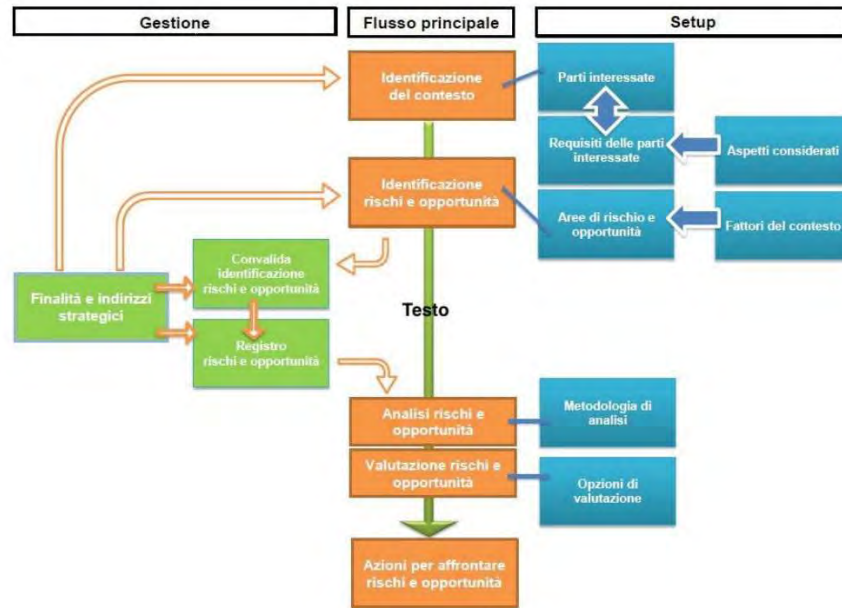 Gestione
Flusso principale
Setup
Identificazione
del contesto
Parti interessate
Requisiti delle parti
interessate
Aspetti considerati
Identificazione
rischi e opportunità
Aree di rischio e
opportunità
Fattori del contesto
Convalida
identificazione
rischi e opportunità
Finalità e indirizzi
strategici
Testo
Registro
rischi e opportunità
Analisi rischi e
opportunità
Metodologia di
analisi
Valutazione rischi e
opportunità
Opzioni di
valutazione
Azioni per affrontare
rischi e opportunità